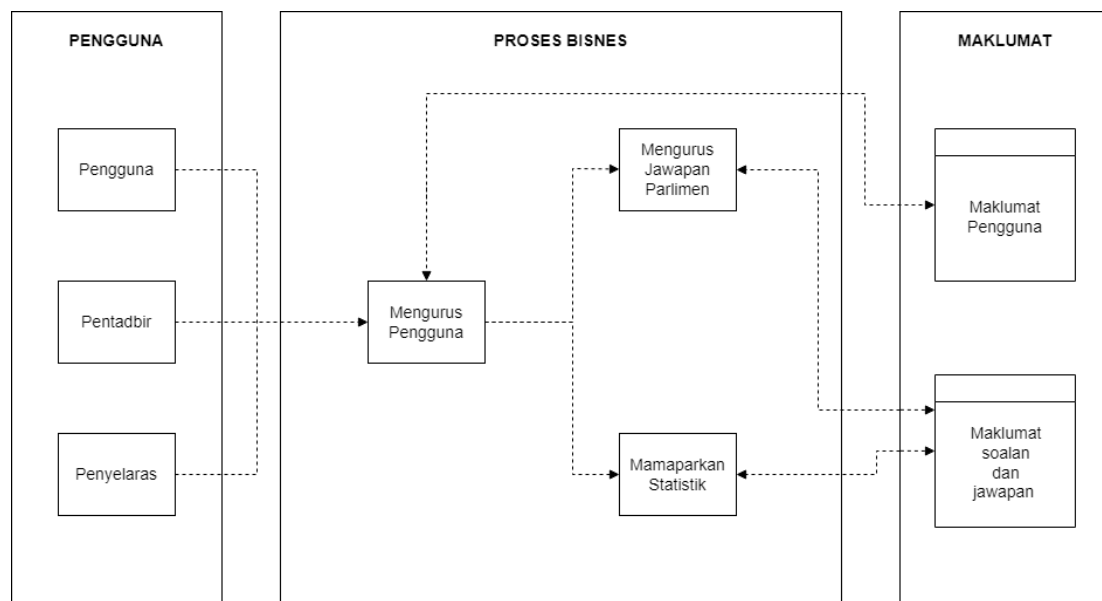 PENGGUNA
PROSES BISNES
MAKLUMAT
Pengguna
Pentadbir
Penyelaras
Mengurus
Pengguna
Mengurus
Jawapan
Parlimen
Mamaparkan
Statistik
Maklumat
Pengguna
Maklumat
soalan
dan
jawapan